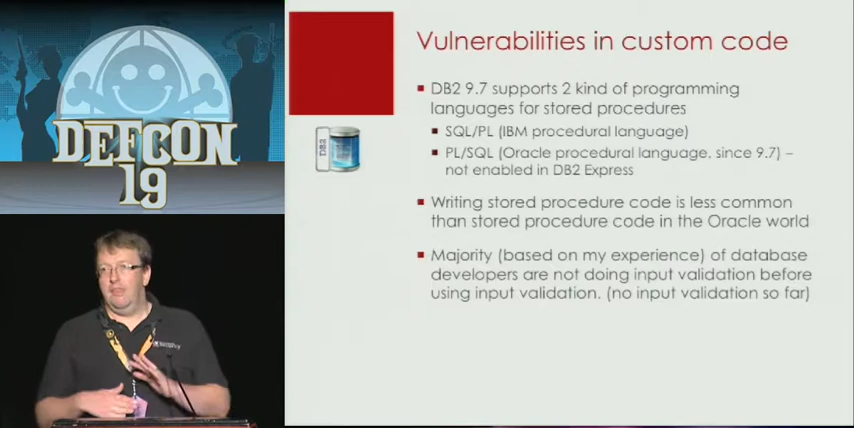 DEFCON
19
Vulnerabilities in custom code
DB2 9.7 supports 2 kind of programming
languages for stored procedures
SQL/PL (IBM procedural language)
PL/SQL (Oracle procedural language, since 9.7) –
not enabled in DB2 Express
DB2
Writing stored procedure code is less common
than stored procedure code in the Oracle world
Majority (based on my experience) of database
developers are not doing input validation before
using input validation. (no input validation so far)